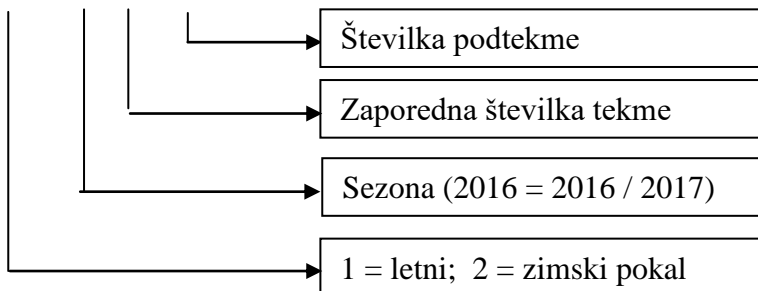 Številka podtekme
Zaporedna številka tekme
Sezona (2016 = 2016 / 2017)
1 = letni;  2 = zimski pokal